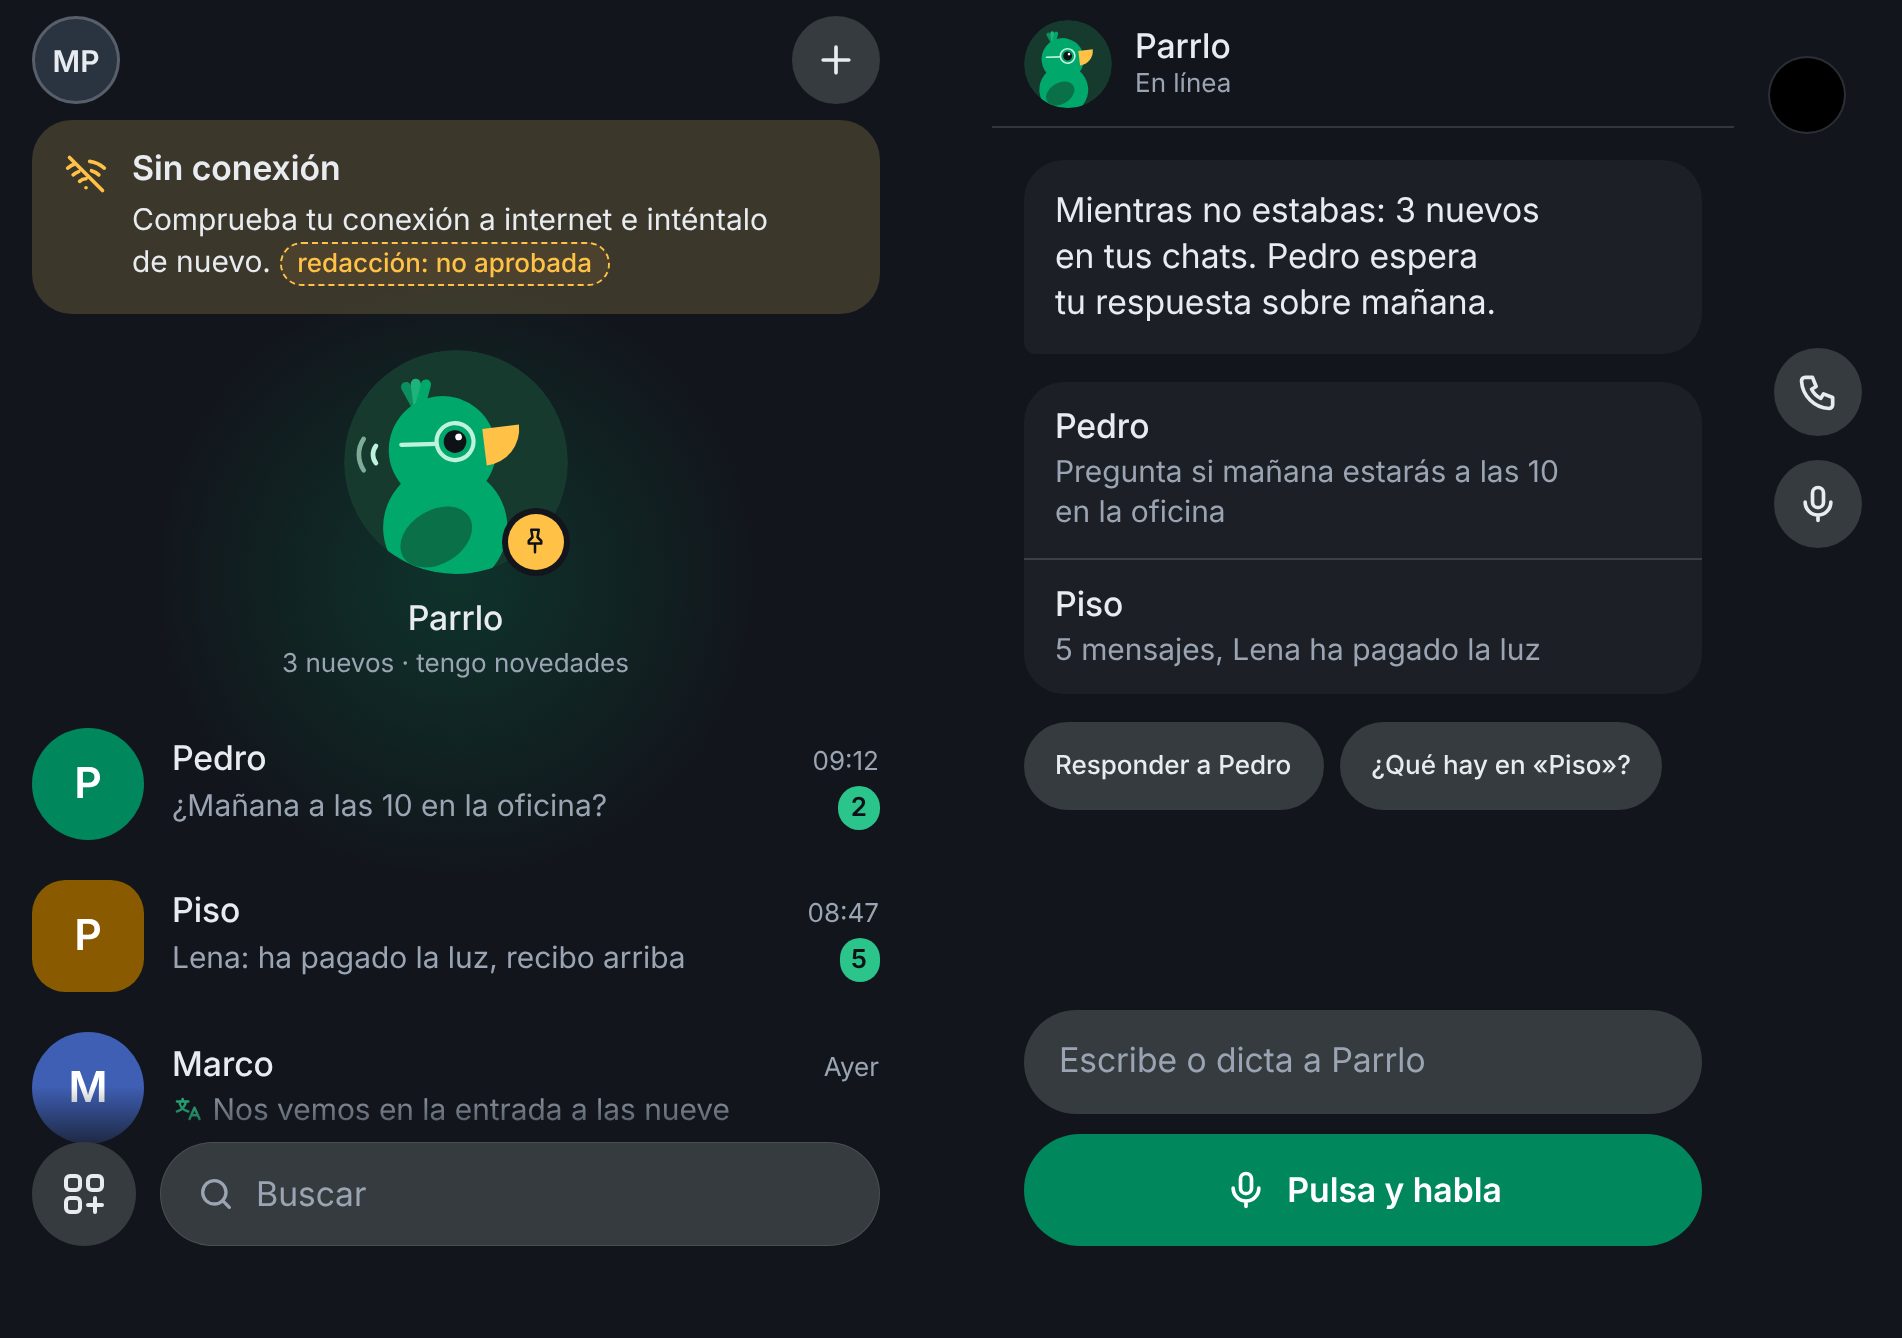 MP
Sin conexión
Comprueba tu conexión a internet e inténtalo
de nuevo. redacción: no aprobada
Parrlo
3 nuevos · tengo novedades
P
Pedro
09:12
¿Mañana a las 10 en la oficina?
2
P
Piso
08:47
Lena: ha pagado la luz, recibo arriba
5
M
Marco
Ayer
Nos vemos en la entrada a las nueve
Buscar
Parrlo
En línea
Mientras no estabas: 3 nuevos
en tus chats. Pedro espera
tu respuesta sobre mañana.
Pedro
Pregunta si mañana estarás a las 10
en la oficina
Piso
5 mensajes, Lena ha pagado la luz
Responder a Pedro
¿Qué hay en «Piso»?
Escribe o dicta a Parrlo
Pulsa y habla